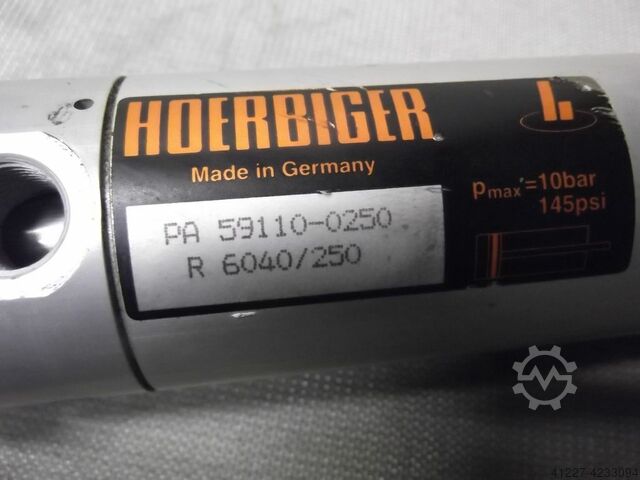 HOERBIGER
Made in Germany
PA 59110-0250
R 6040/250
pmax=10bar
145psi
41227-4233094